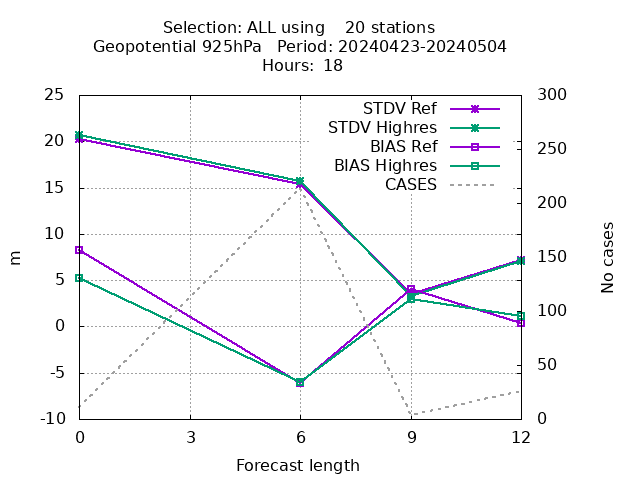 Selection: ALL using    20 stations
Geopotential 925hPa   Period: 20240423-20240504
Hours: 18
STDV Ref
STDV Highres
BIAS Ref
BIAS Highres
CASES
25
20
15
10
5
0
-5
-10
m
300
250
200
150
100
50
0
No cases
0
3
6
9
12
Forecast length